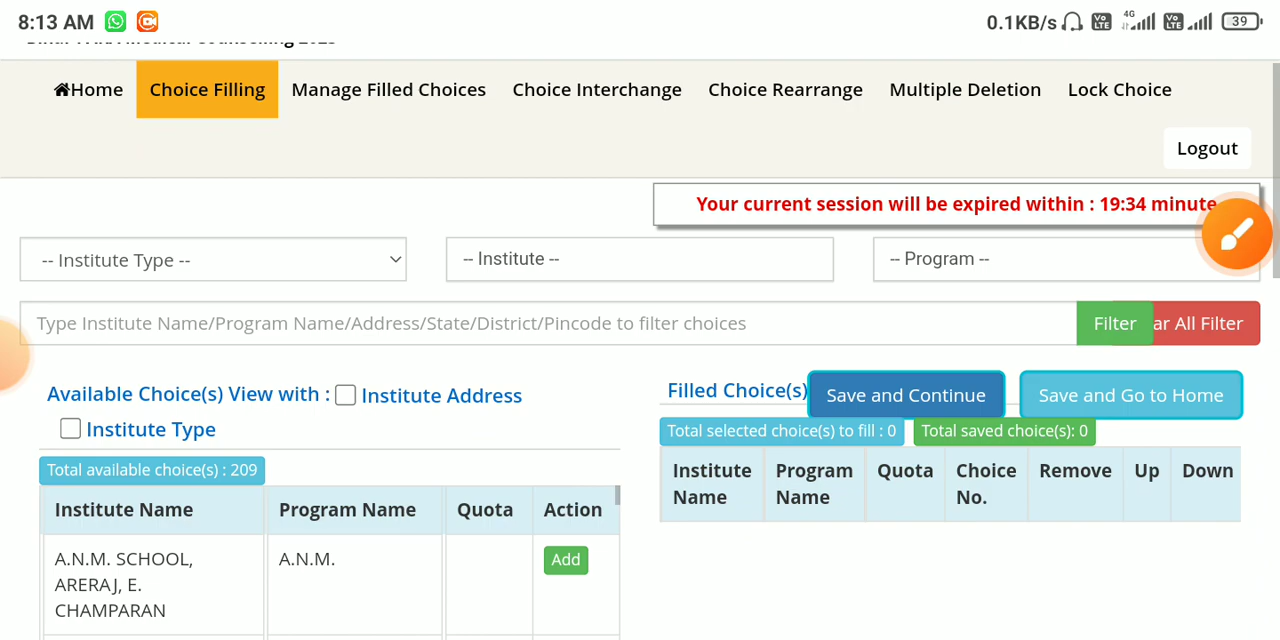 8:13 AM
0.1KB/s 4G Vo LTE Vo LTE 39
Home Choice Filling Manage Filled Choices Choice Interchange Choice Rearrange Multiple Deletion Lock Choice
Logout
Your current session will be expired within : 19:34 minute
-- Institute Type -- -- Institute -- -- Program --
Type Institute Name/Program Name/Address/State/District/Pincode to filter choices Filter ar All Filter
Available Choice(s) View with : Institute Address
Institute Type
Filled Choice(s) Save and Continue Save and Go to Home
Total selected choice(s) to fill : 0 Total saved choice(s): 0
Total available choice(s) : 209
Institute Name Program Name Quota Action
Institute Name Program Name Quota Choice No. Remove Up Down
A.N.M. SCHOOL, A.N.M. Add
ARERAJ, E.
CHAMPARAN